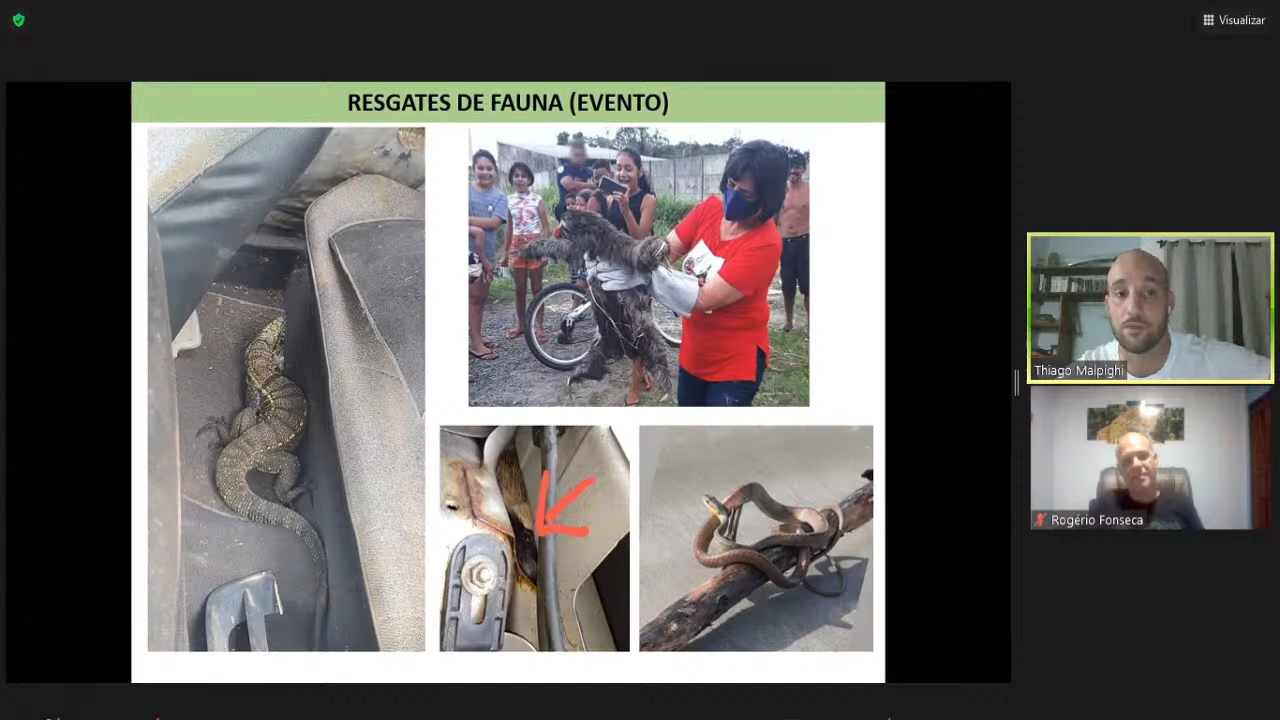 Visualizar
RESGATES DE FAUNA (EVENTO)
Thiago Malpighi
Rogério Fonseca